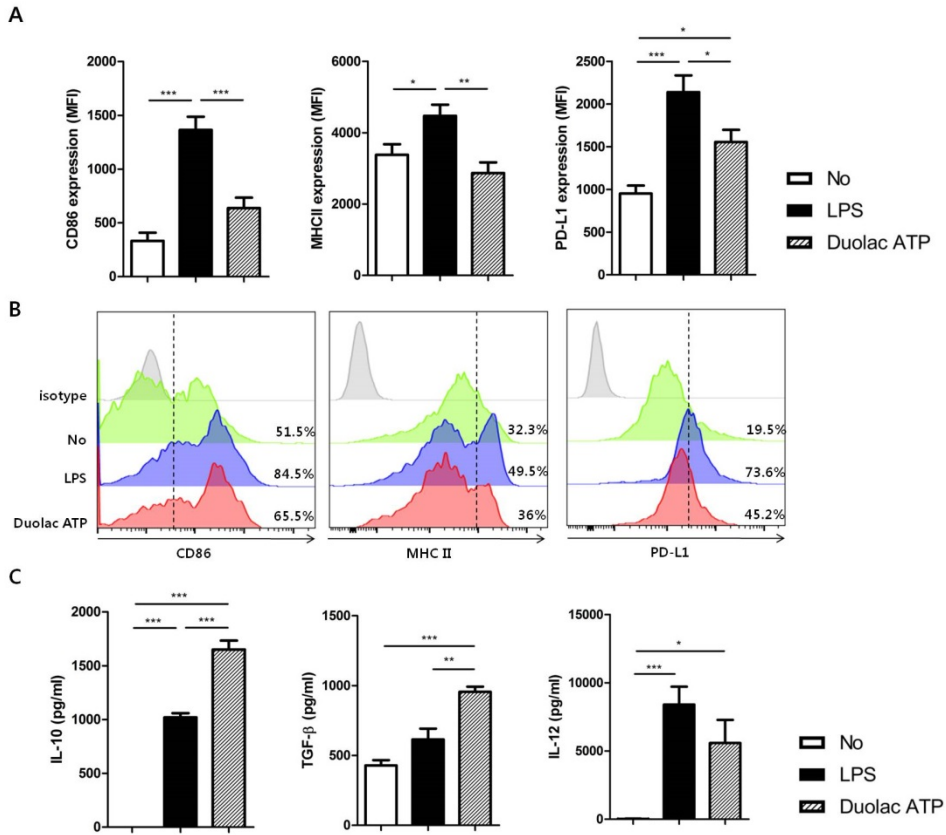 A
CD86 expression (MFI)
2000
1500
1000
500
0
***
***
MHCII expression (MFI)
6000
4000
2000
0
*
**
PD-L1 expression (MFI)
2500
2000
1500
1000
500
0
*
***
*
No
LPS
Duolac ATP
B
isotype
No
LPS
Duolac ATP
51.5%
84.5%
65.5%
CD86
32.3%
49.5%
36%
MHC II
19.5%
73.6%
45.2%
PD-L1
C
IL-10 (pg/ml)
2000
1500
1000
500
0
***
***
***
TGF-β (pg/ml)
1500
1000
500
0
***
**
IL-12 (pg/ml)
15000
10000
5000
0
*
***
No
LPS
Duolac ATP